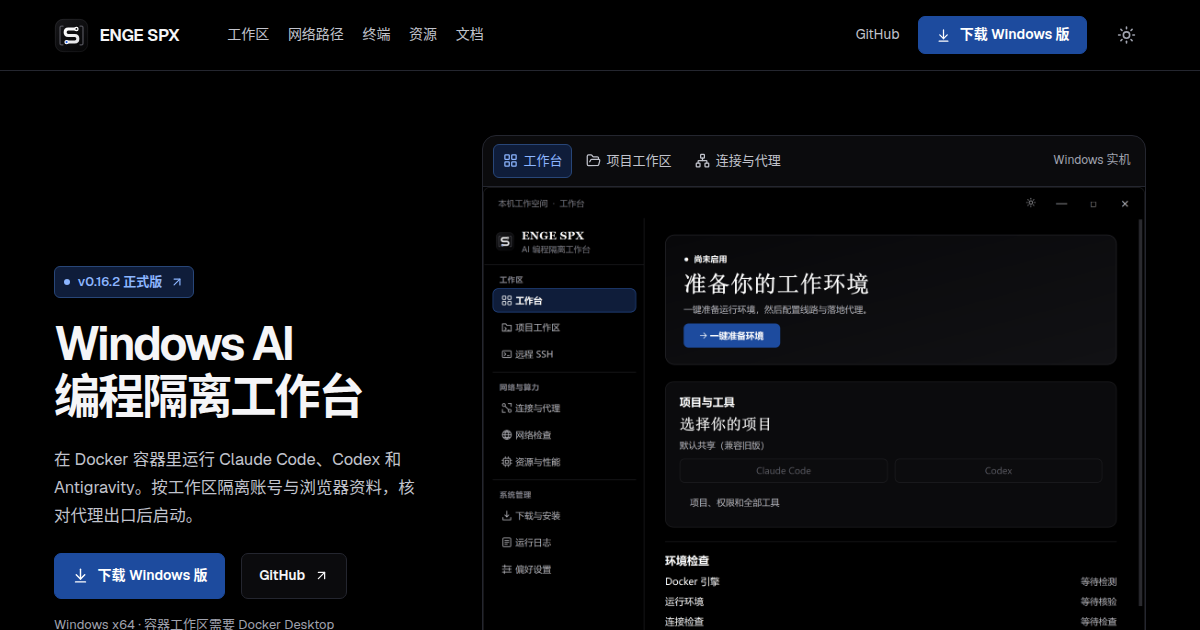 ENGE SPX
工作区 网络路径 终端 资源 文档
GitHub
下载 Windows 版
v0.16.2 正式版
Windows AI
编程隔离工作台
在 Docker 容器里运行 Claude Code、Codex 和
Antigravity。按工作区隔离账号与浏览器资料，核
对代理出口后启动。
下载 Windows 版
GitHub
Windows x64 · 容器工作区需要 Docker Desktop
工作台
项目工作区
连接与代理
Windows 实机
本机工作空间 · 工作台
ENGE SPX
AI 编程隔离工作台
工作区
工作台
项目工作区
远程 SSH
网络与算力
连接与代理
网络检查
资源与性能
系统管理
下载与安装
运行日志
偏好设置
尚未启用
准备你的工作环境
一键准备运行环境，然后配置线路与落地代理。
一键准备环境
项目与工具
选择你的项目
默认共享（兼容旧版）
Claude Code
Codex
项目、权限和全部工具
环境检查
Docker 引擎 等待检测
运行环境 等待核验
连接检查 等待检查